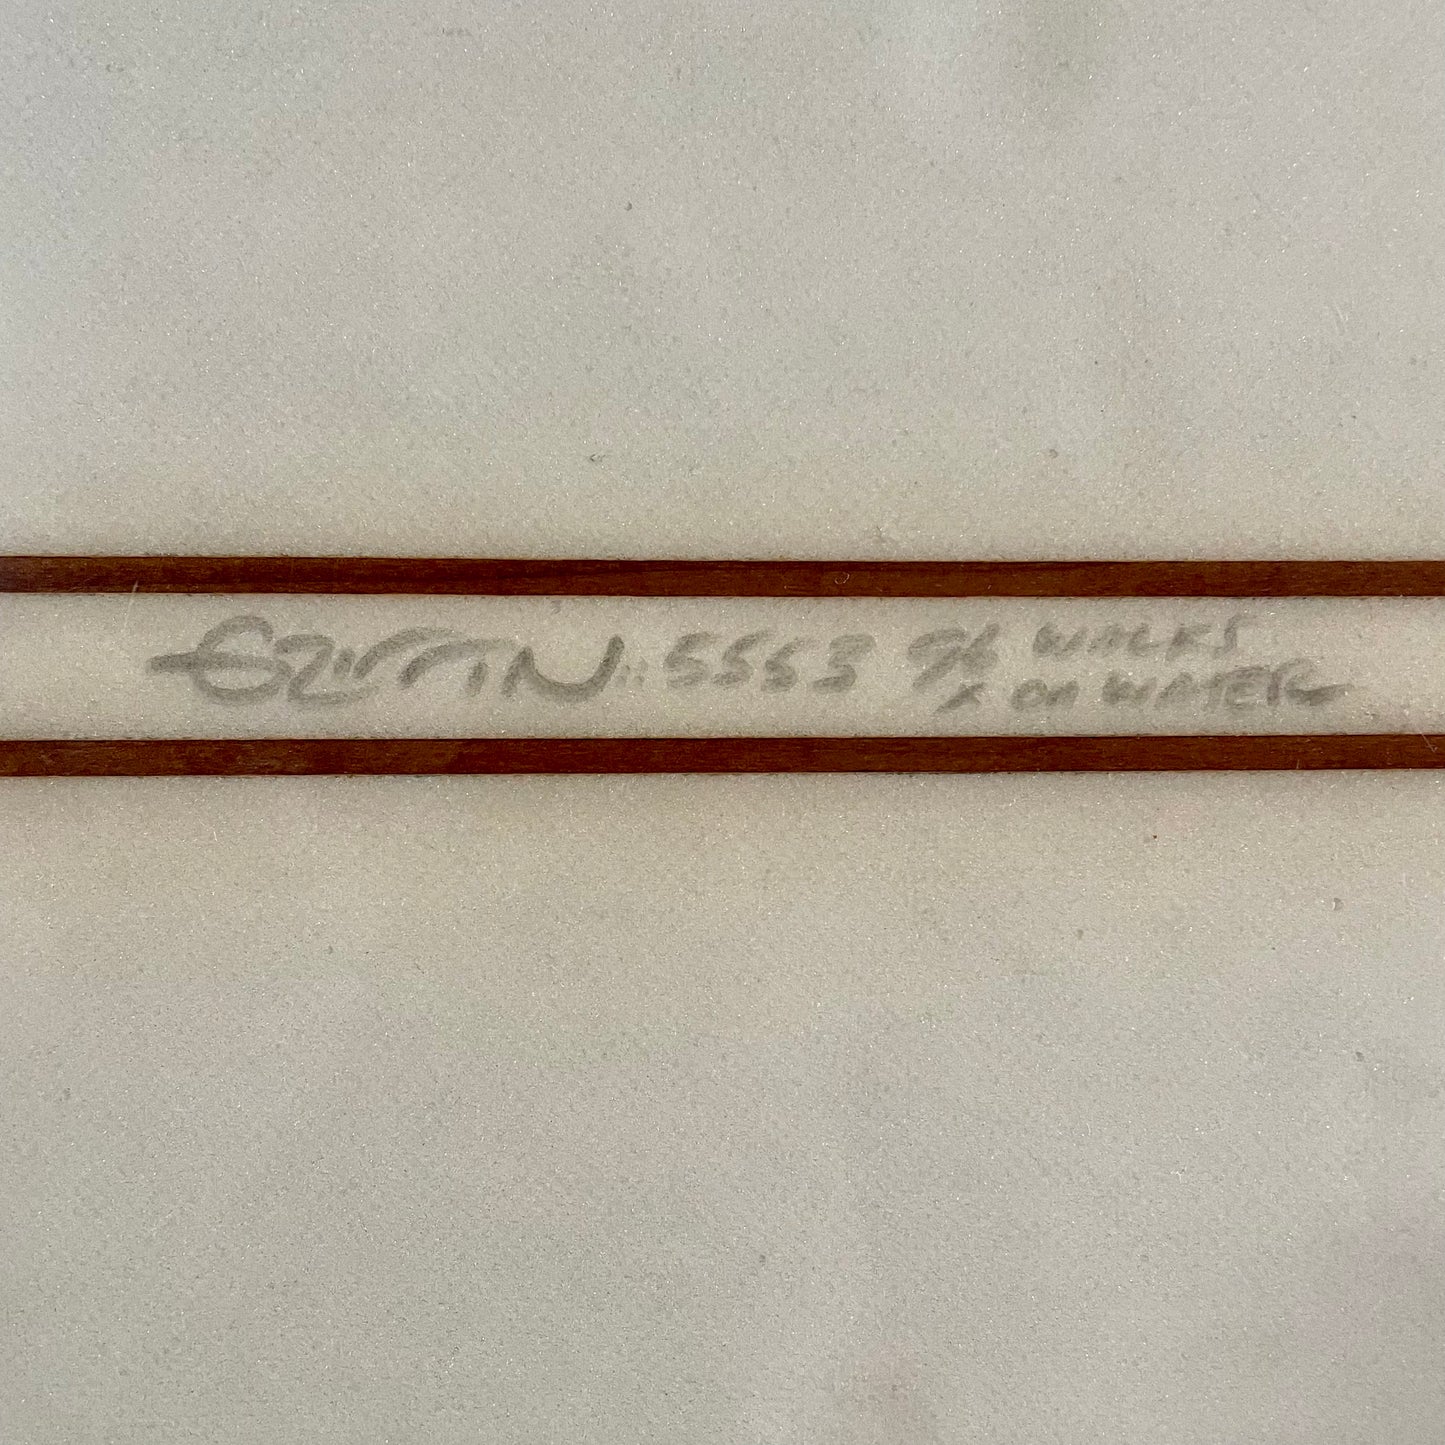 GRIFFIN :: 5553 9'6 WALKS
x ON WATER